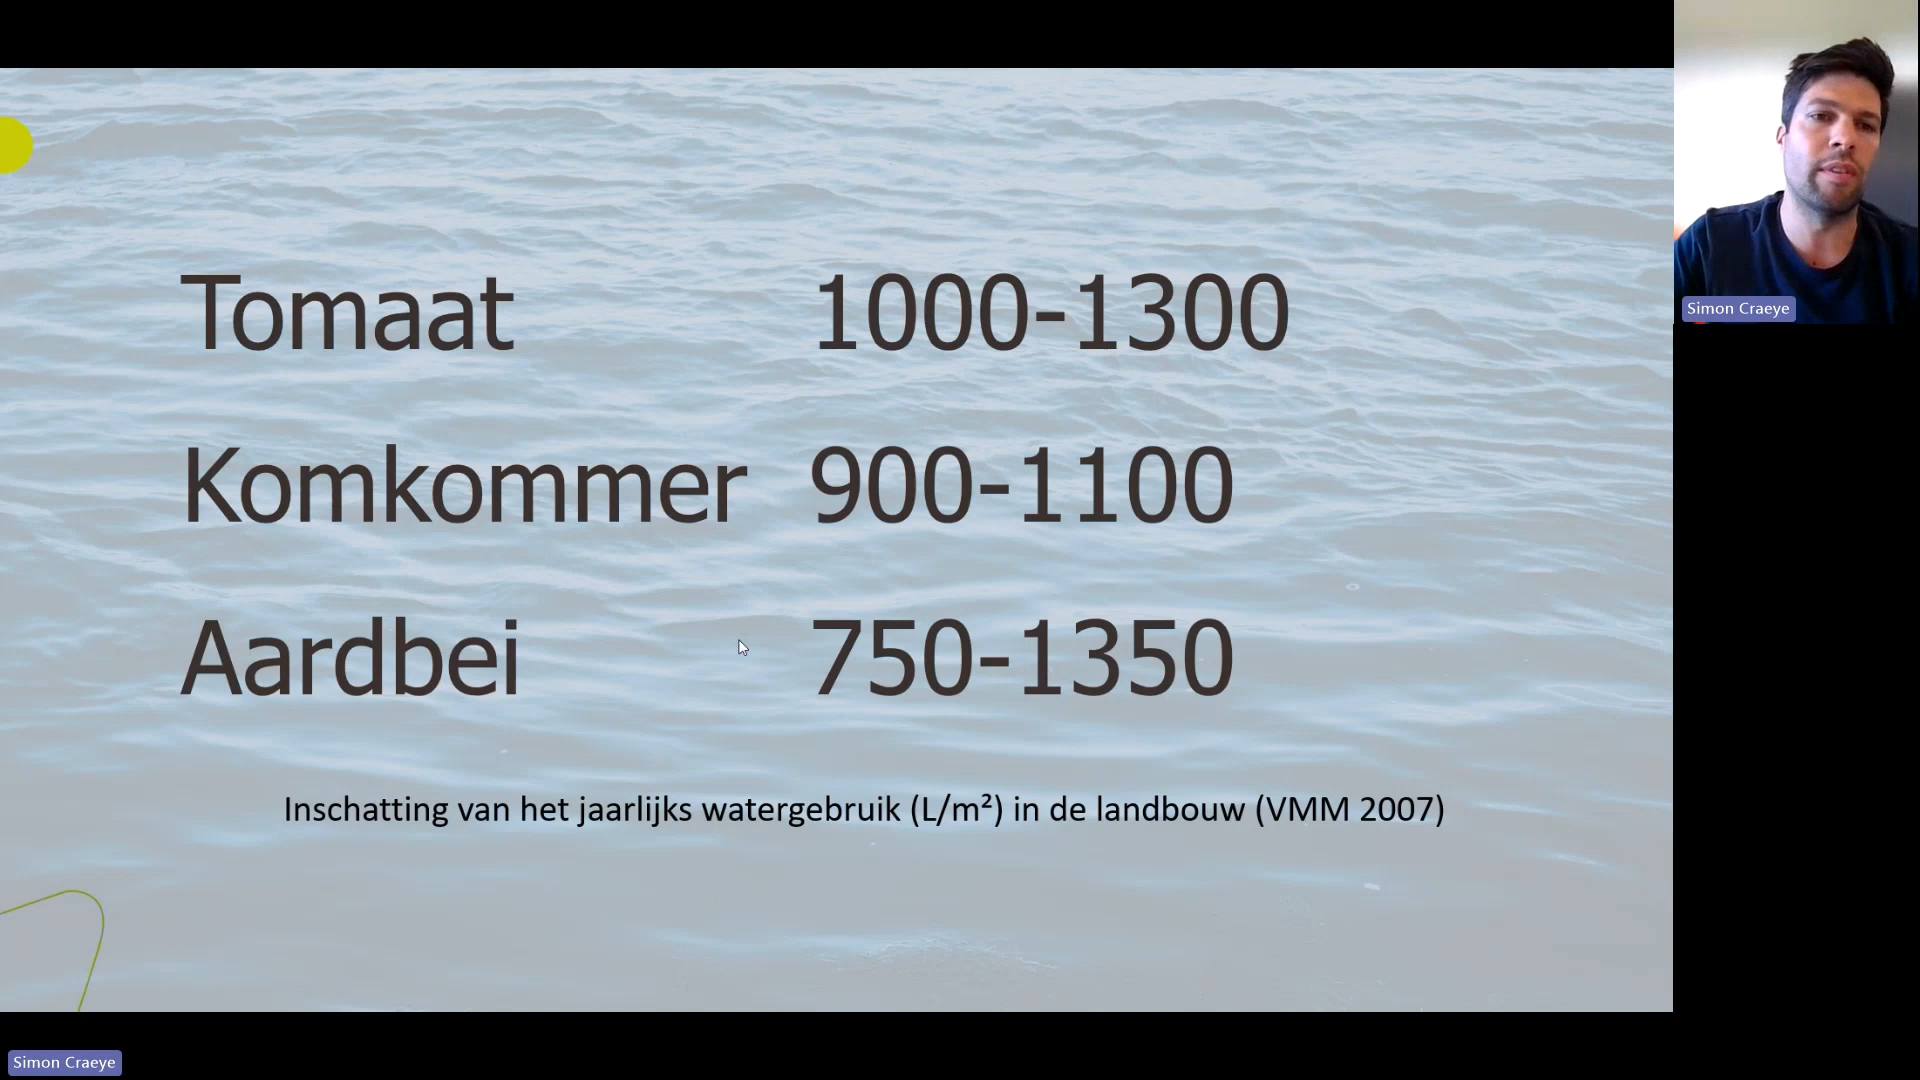 Tomaat 1000-1300
Komkommer 900-1100
Aardbei 750-1350
Inschatting van het jaarlijks watergebruik (L/m²) in de landbouw (VMM 2007)
Simon Craeye
Simon Craeye